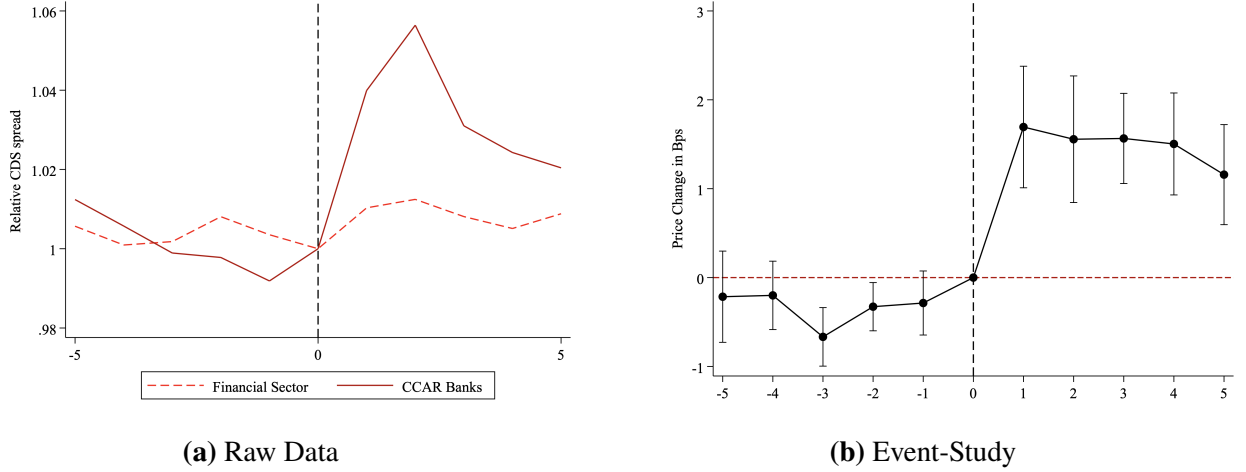 1.06
1.04
1.02
1
.98
Relative CDS spread
-5
0
5
Financial Sector
CCAR Banks
(a) Raw Data
3
2
1
0
-1
Price Change in Bps
-5 -4 -3 -2 -1 0 1 2 3 4 5
(b) Event-Study